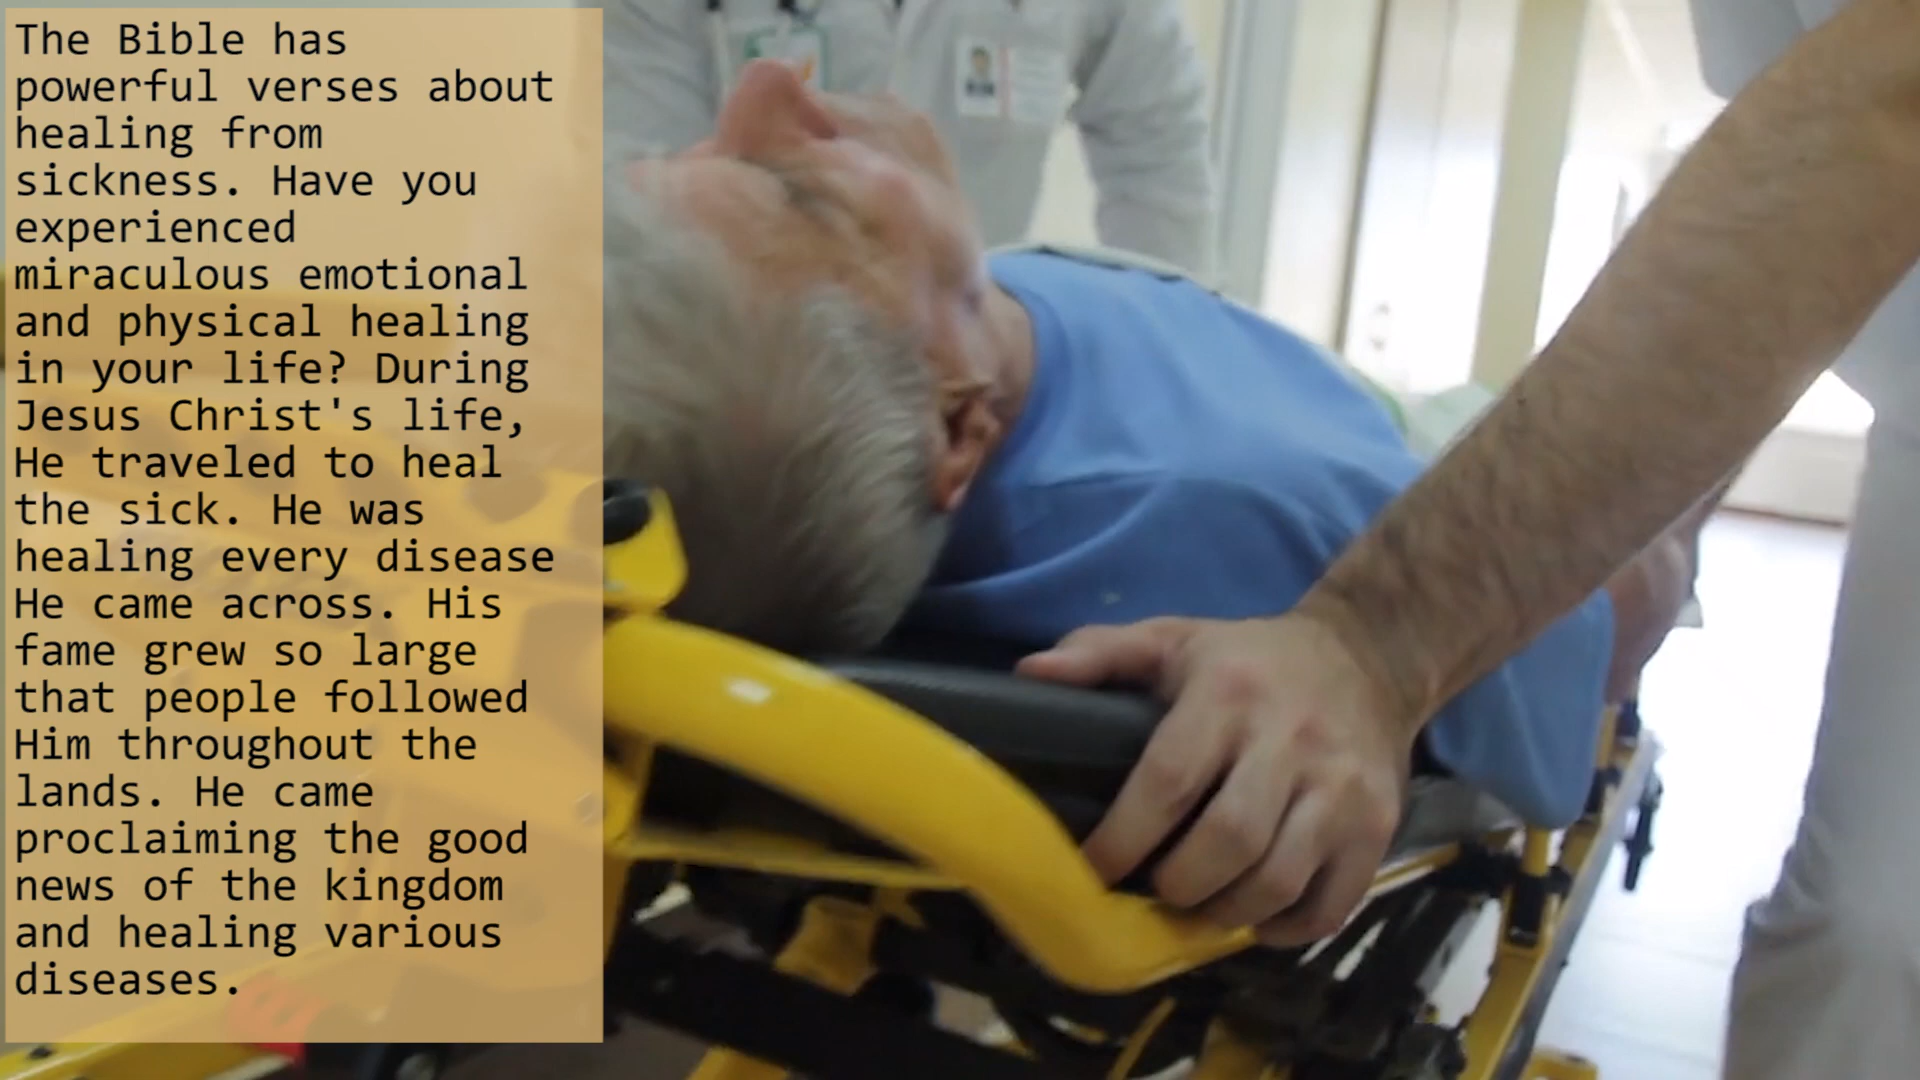 The Bible has
powerful verses about
healing from
sickness. Have you
experienced
miraculous emotional
and physical healing
in your life? During
Jesus Christ's life,
He traveled to heal
the sick. He was
healing every disease
He came across. His
fame grew so large
that people followed
Him throughout the
lands. He came
proclaiming the good
news of the kingdom
and healing various
diseases.